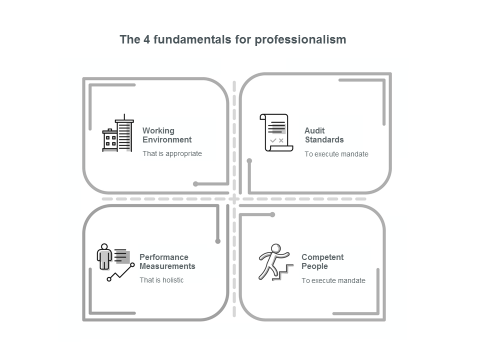 The 4 fundamentals for professionalism
Working
Environment
That is appropriate
Audit
Standards
To execute mandate
Performance
Measurements
That is holistic
Competent
People
To execute mandate